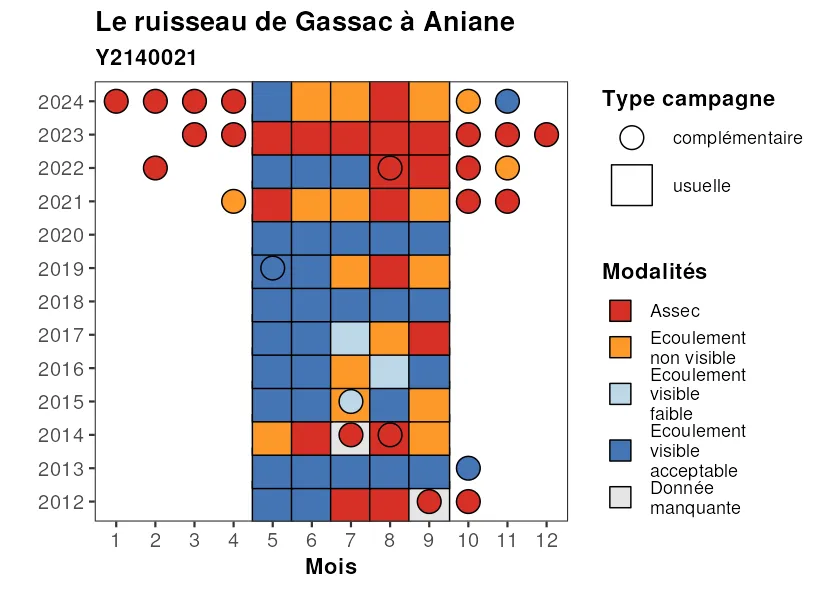 Le ruisseau de Gassac à Aniane
Y2140021
2024
2023
2022
2021
2020
2019
2018
2017
2016
2015
2014
2013
2012
1 2 3 4 5 6 7 8 9 10 11 12
Mois
Type campagne
complémentaire
usuelle
Modalités
Assec
Ecoulement
non visible
Ecoulement
visible
faible
Ecoulement
visible
acceptable
Donnée
manquante